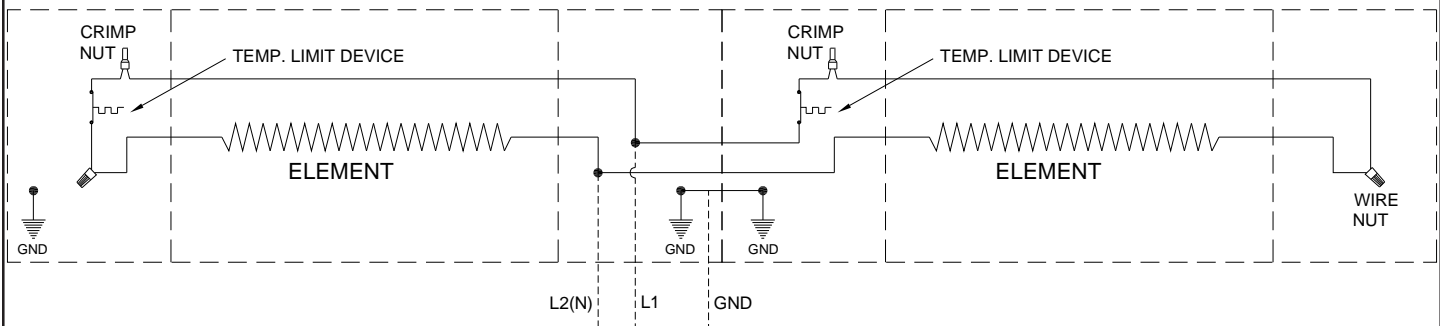 CRIMP
NUT
TEMP. LIMIT DEVICE
ELEMENT
GND
CRIMP
NUT
TEMP. LIMIT DEVICE
ELEMENT
WIRE
NUT
GND
GND
L2(N)
L1
GND